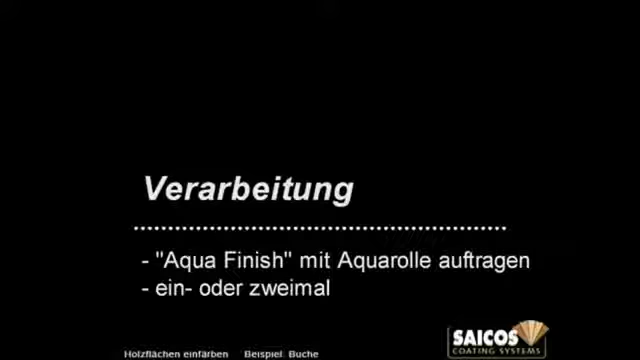 Verarbeitung
- "Aqua Finish" mit Aquarolle auftragen
- ein- oder zweimal
SAICOS
COATING SYSTEMS
Holzflächen einfärben Beispiel: Buche